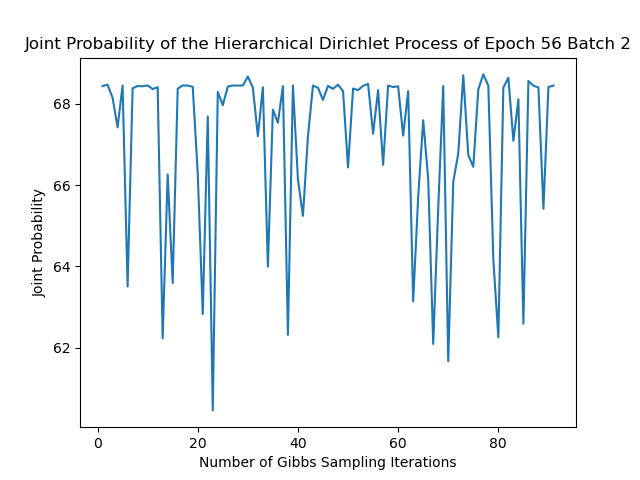 Joint Probability of the Hierarchical Dirichlet Process of Epoch 56 Batch 2
68
66
64
62
Joint Probability
0 20 40 60 80
Number of Gibbs Sampling Iterations